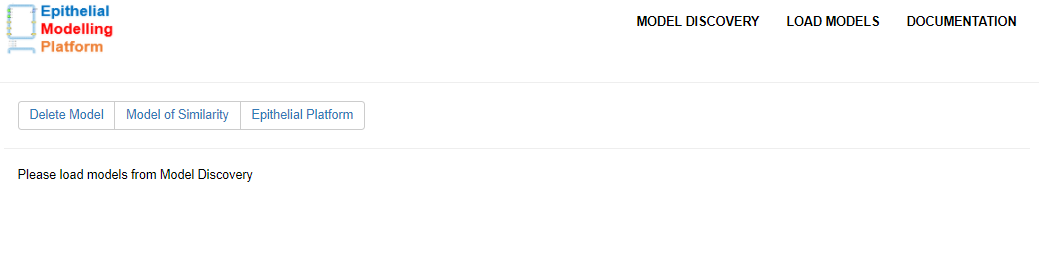 Epithelial
Modelling
Platform
MODEL DISCOVERY LOAD MODELS DOCUMENTATION
Delete Model Model of Similarity Epithelial Platform
Please load models from Model Discovery